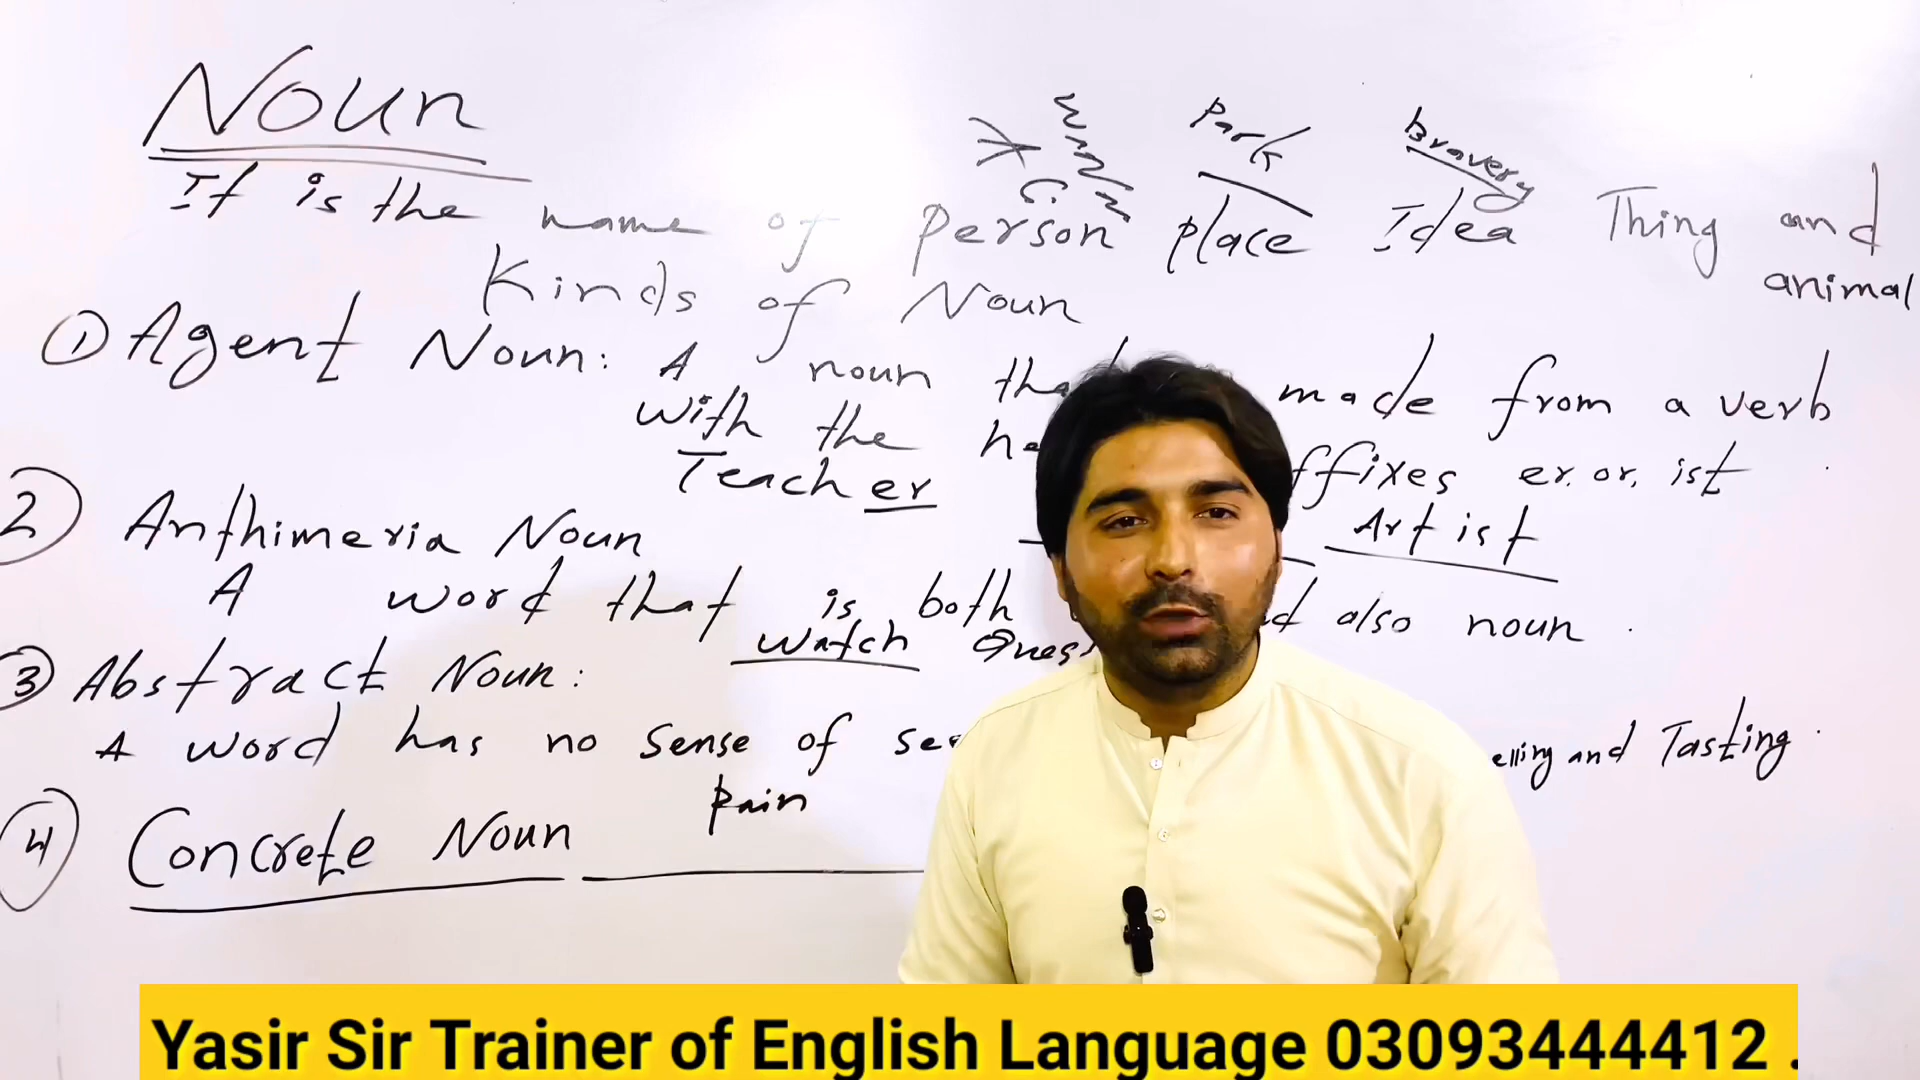 Noun
It is the name of Person place Idea Thing and animal
Park
bravery
Kinds of Noun
1 Agent Noun: A noun made from a verb
with the ffixes er. or. ist
Teacher Artist
2 Anthimeria Noun
A word that is both also noun .
watch
3 Abstract Noun:
A word has no sense of elling and Tasting .
Pain
4 Concrete Noun
Yasir Sir Trainer of English Language 03093444412 .